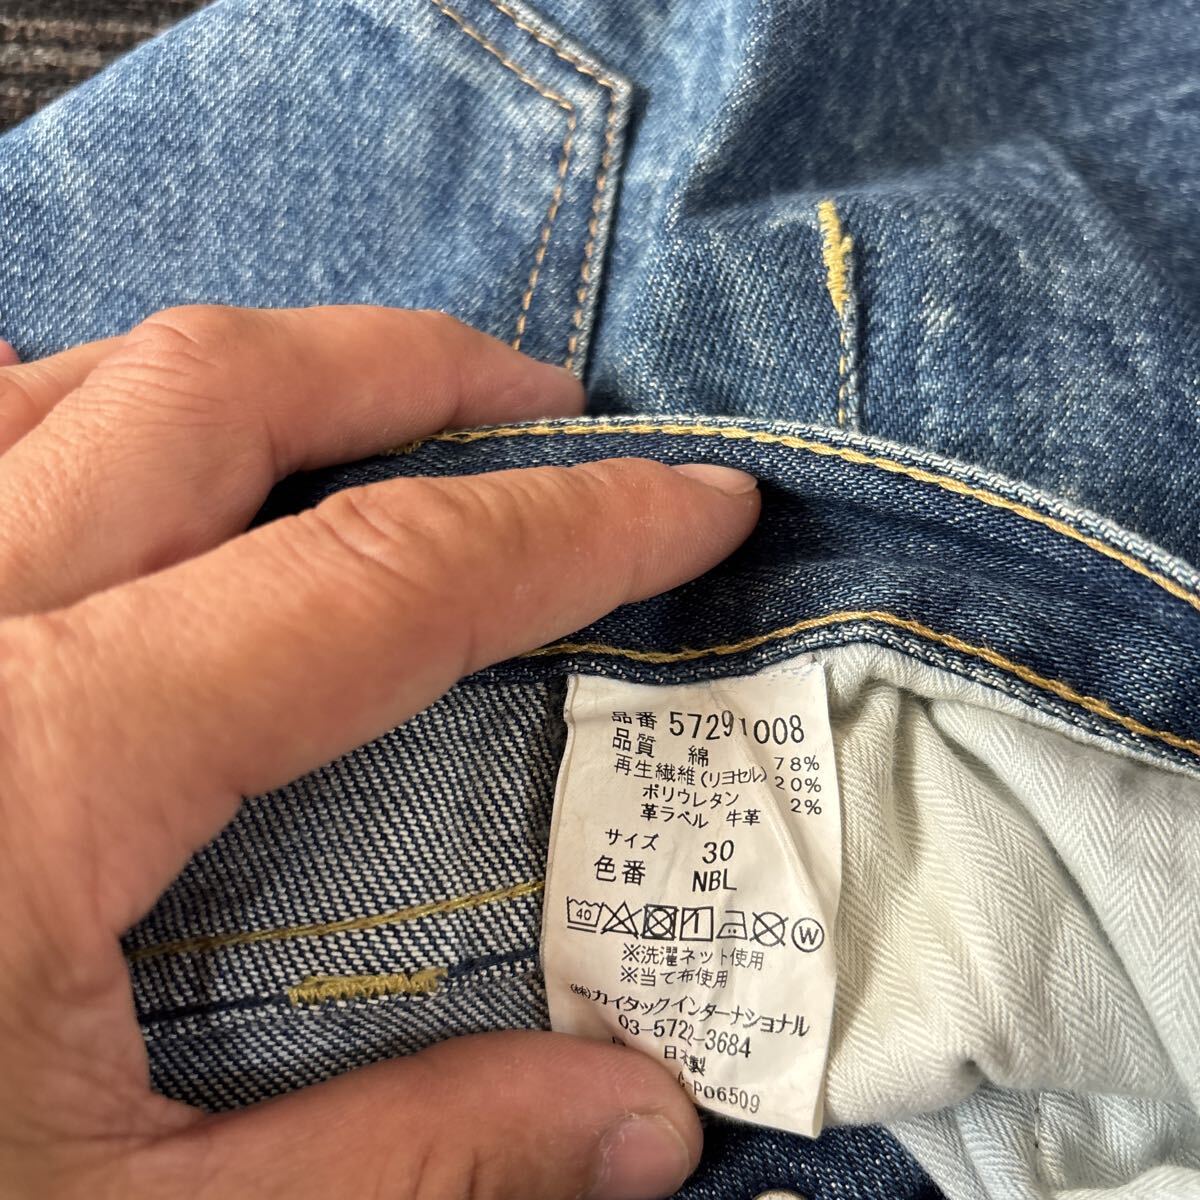 品番 57291008
品質 綿 78%
再生繊維(リヨセル) 20%
ポリウレタン 2%
革ラベル 牛革
サイズ 30
色番 NBL
40 W
※洗濯ネット使用
※当て布使用
(株)カイタックインターナショナル
03-5722-3684
日本製
P06509